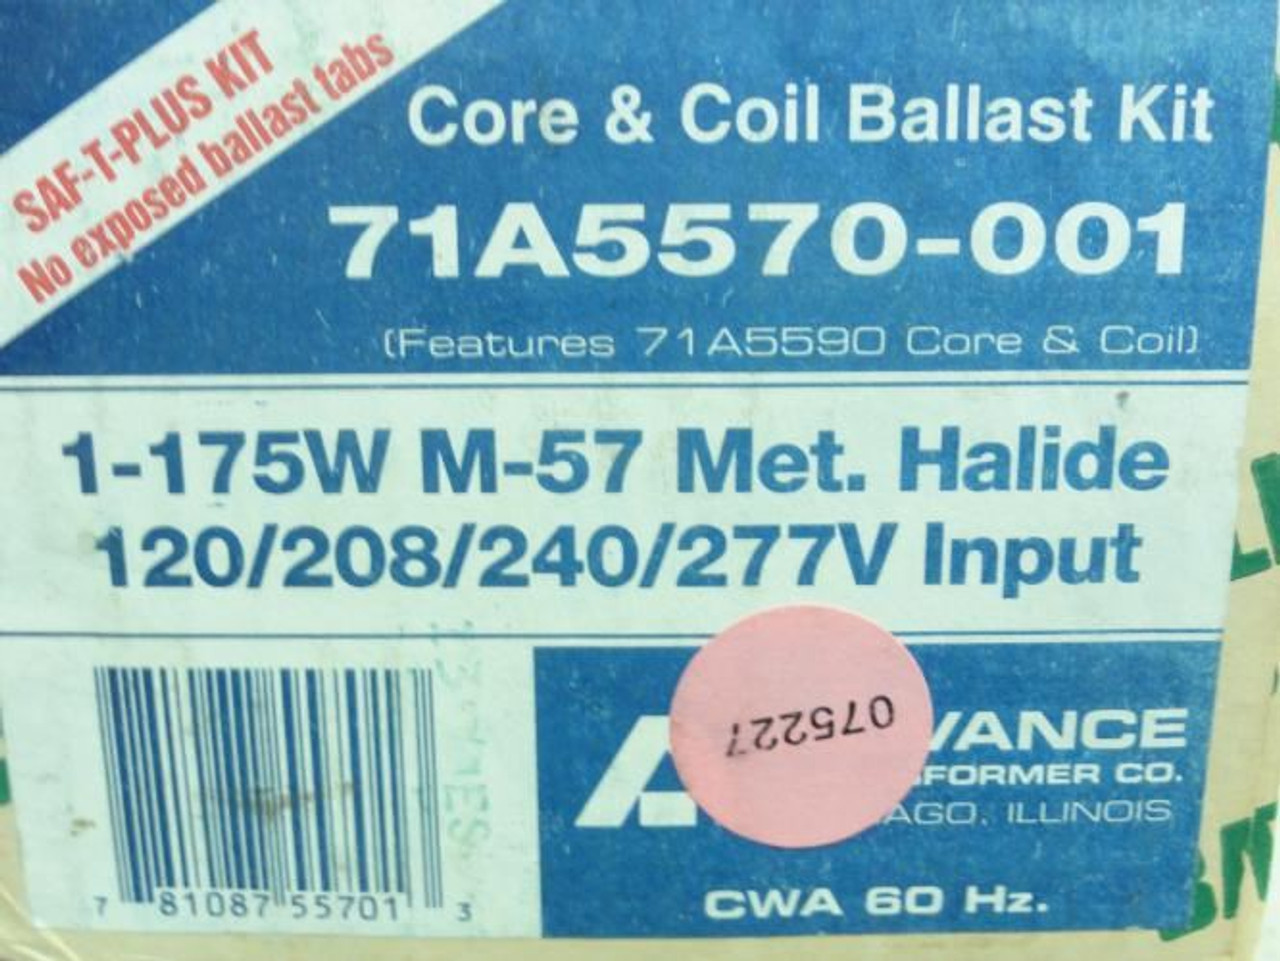 SAF-T-PLUS KIT
No exposed ballast tabs
Core & Coil Ballast Kit
71A5570-001
(Features 71A5590 Core & Coil)
1-175W M-57 Met. Halide
120/208/240/277V Input
7 81087 55701 3
075227
VANCE
FORMER CO.
AGO, ILLINOIS
CWA 60 Hz.